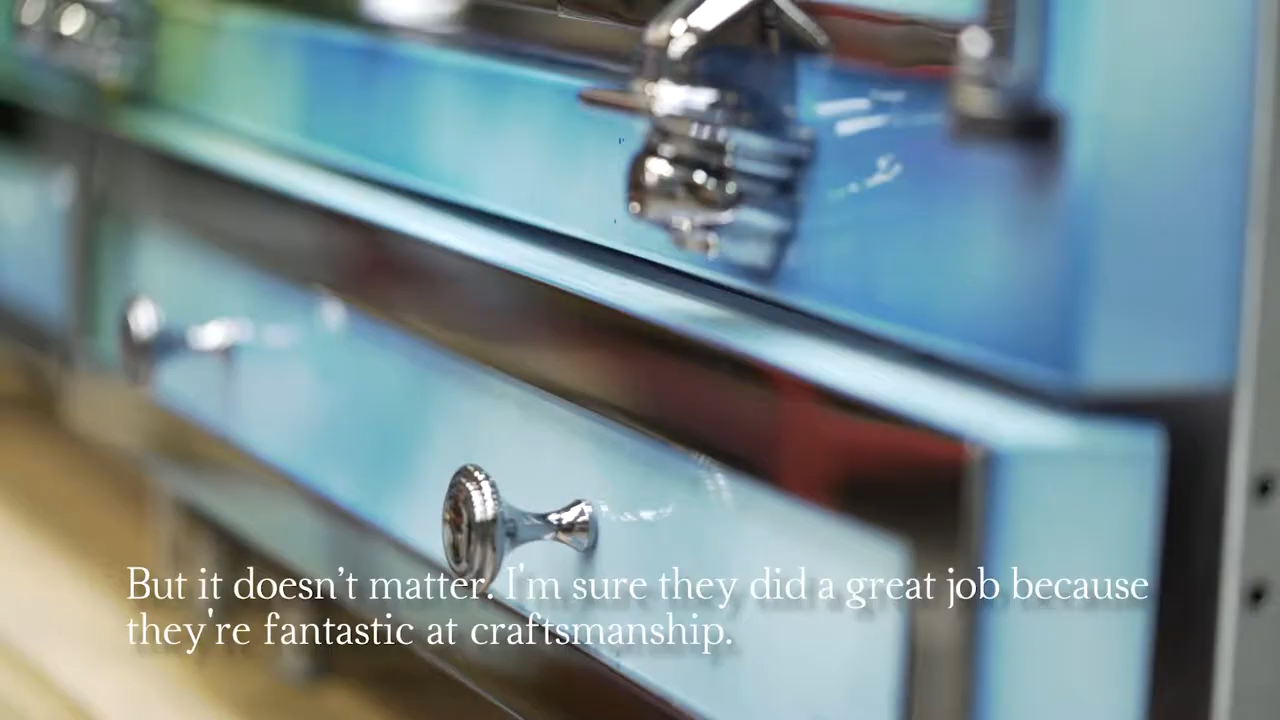 But it doesn’t matter. I'm sure they did a great job because
they're fantastic at craftsmanship.